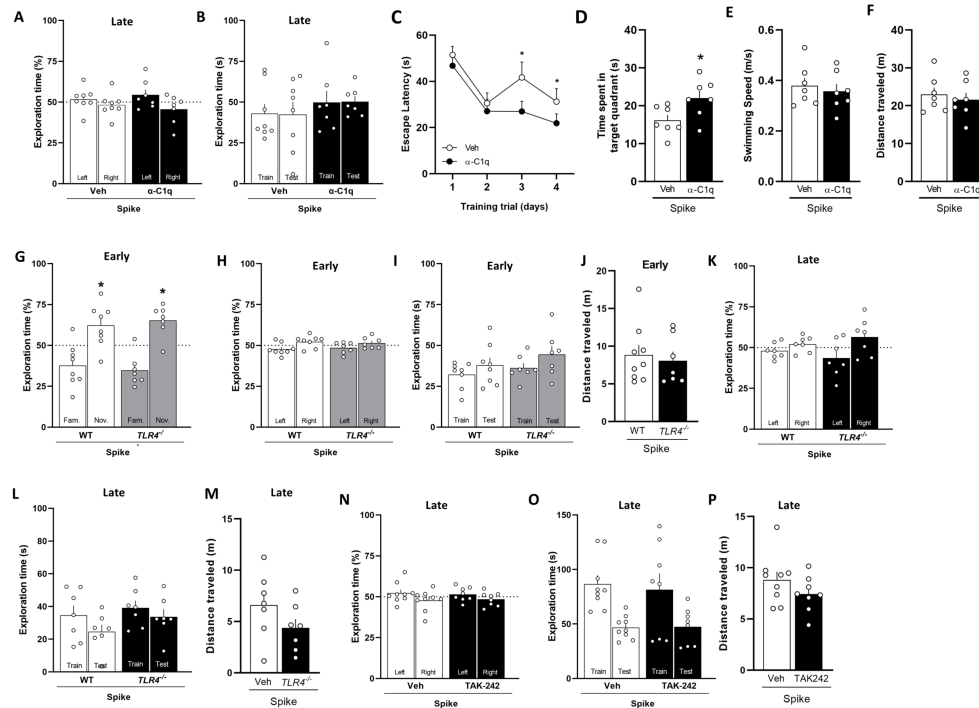 A
Late
Exploration time (%)
100
75
50
25
0
Left
Right
Left
Right
Veh
α-C1q
Spike
B
Late
Exploration time (s)
100
75
50
25
0
Train
Test
Train
Test
Veh
α-C1q
Spike
C
Escape Latency (s)
60
40
20
0
Veh
α-C1q
*
*
1 2 3 4
Training trial (days)
D
Time spent in
target quadrant (s)
40
30
20
10
0
*
Veh α-C1q
Spike
E
Swimming Speed (m/s)
0.6
0.4
0.2
0.0
Veh α-C1q
Spike
F
Distance traveled (m)
40
30
20
10
0
Veh α-C1q
Spike
G
Early
Exploration time (%)
100
75
50
25
0
*
*
Fam.
Nov.
Fam.
Nov.
WT
TLR4-/
Spike
-
H
Early
Exploration time (%)
100
75
50
25
0
Left
Right
Left
Right
WT
TLR4-/-
Spike
I
Early
Exploration time (s)
100
75
50
25
0
Train
Test
Train
Test
WT
TLR4-/-
Spike
J
Early
Distance traveled (m)
20
15
10
5
0
WT TLR4-/-
Spike
K
Late
Exploration time (%)
100
50
25
0
Left
Right
Left
Right
WT
TLR4-/-
Spike
L
Late
Exploration time (s)
80
60
40
20
0
Train
Test
Train
Test
WT
TLR4-/-
Spike
M
Late
Distance traveled (m)
15
10
5
0
Veh TLR4-/-
Spike
N
Late
Exploration time (%)
100
75
50
25
0
Left
Right
Left
Right
Veh
TAK-242
Spike
O
Late
Exploration time (s)
150
100
50
0
Train
Test
Train
Test
Veh
TAK-242
Spike
P
Late
Distance traveled (m)
15
10
5
0
Veh TAK242
Spike